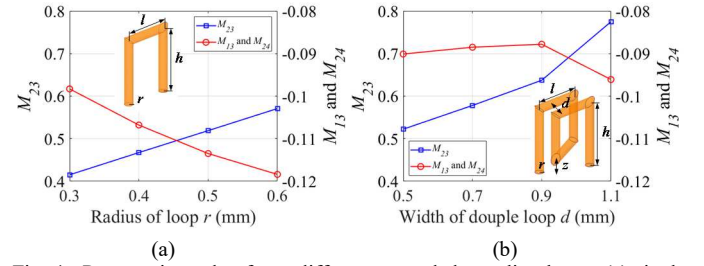 0.8
0.7
0.6
0.5
0.4
M23
-0.08
-0.09
-0.1
-0.11
-0.12
M13 and M24
0.3
0.4
0.5
0.6
Radius of loop r (mm)
M23
M13 and M24
l
h
r
(a)
0.8
0.7
0.6
0.5
0.4
M23
-0.08
-0.09
-0.1
-0.11
-0.12
M13 and M24
0.5
0.7
0.9
1.1
Width of douple loop d (mm)
M23
M13 and M24
l
d
h
r
z
(b)